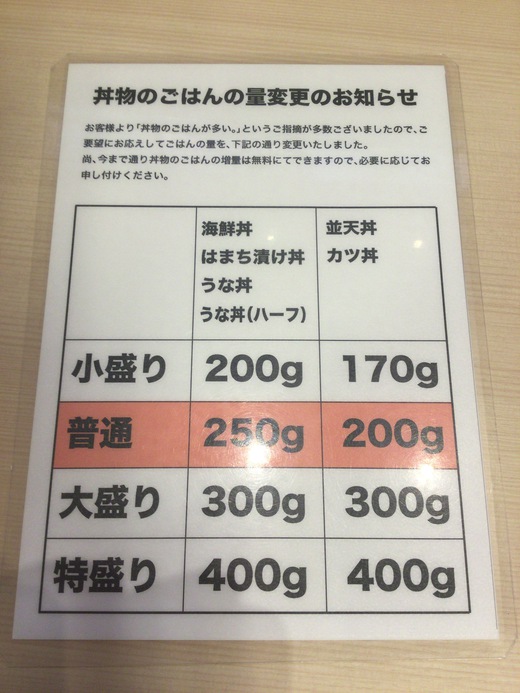 丼物のごはんの量変更のお知らせ
お客様より「丼物のごはんが多い。」というご指摘が多数ございましたので、ご
要望にお応えしてごはんの量を、下記の通り変更いたしました。
尚、今まで通り丼物のごはんの増量は無料にてできますので、必要に応じてお
申し付けください。
海鮮丼 並天丼
はまち漬け丼 カツ丼
うな丼
うな丼(ハーフ)
小盛り 200g 170g
普通 250g 200g
大盛り 300g 300g
特盛り 400g 400g